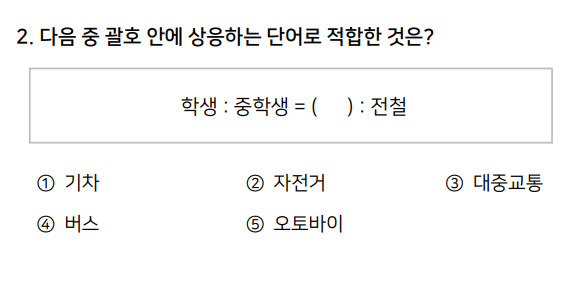 2. 다음 중 괄호 안에 상응하는 단어로 적합한 것은?
학생 : 중학생 = (     ) : 전철
① 기차 ② 자전거 ③ 대중교통
④ 버스 ⑤ 오토바이